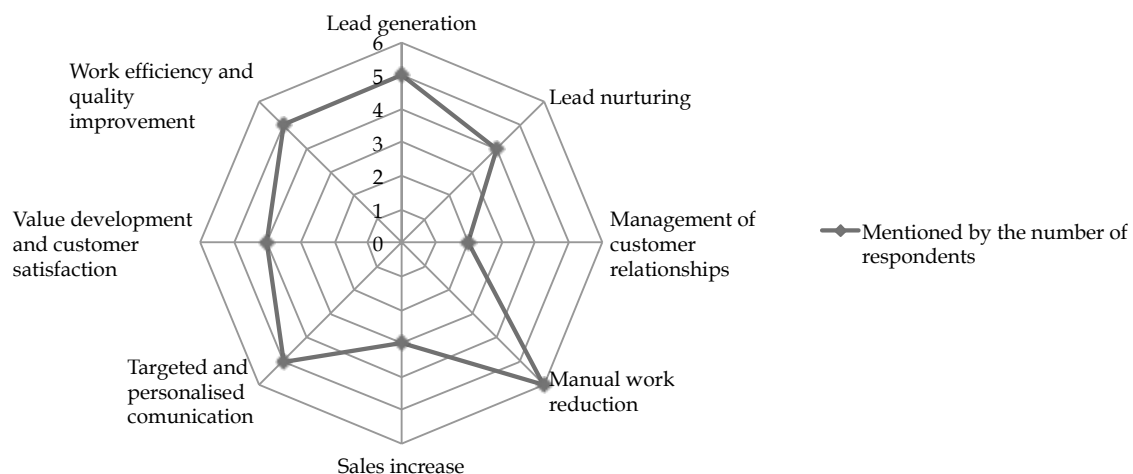 Lead generation
6
5
4
3
2
1
0
Lead nurturing
Management of
customer
relationships
Manual work
reduction
Sales increase
Targeted and
personalised
comunication
Value development
and customer
satisfaction
Work efficiency and
quality
improvement
Mentioned by the number of
respondents